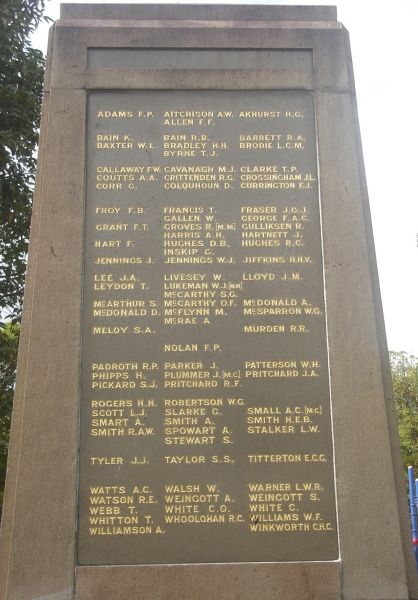 ADAMS F.P. AITCHISON A.W. AKHURST H.G.
ALLEN F.F.
BAIN K. BAIN R.B. BARRETT R.A.
BAXTER W.L. BRADLEY H.H. BRODIE L.C.M.
BYRNE T.J.
CALLAWAY F.W. CAVANAGH M.J. CLARKE T.P.
COUTTS A.A. CRITTENDEN R.G. CROSSINGHAM J.L.
CORR G. COLQUHOUN D. CURRINGTON F.J.
FROY F.B. FRANCIS T. FRASER J.G.J.
GALLEN W. GEORGE F.A.C.
GRANT F.T. GROVES R. [M.M] GULLIKSEN R.
HARRIS A.H. HARTNETT J.
HART F. HUGHES D.B. HUGHES R.C.
INSKIP G.
JENNINGS J. JENNINGS W.J. JIFFKINS H.H.V.
LEE J.A. LIVESEY W. LLOYD J.M.
LEYDON T. LUKEMAN W.J. [MM]
McCARTHY S.G.
McARTHUR S. McCARTHY O.F. McDONALD A.
McDONALD D. McFLYNN M. McSPARRON W.G.
McRAE A
MELOY S.A. MURDEN R.R.
NOLAN F.P.
PADROTH R.P. PARKER J. PATTERSON W.H.
PHIPPS H. PLUMMER J. [M.C] PRITCHARD J.A.
PICKARD S.J. PRITCHARD R.F.
ROGERS H.H. ROBERTSON W.G.
SCOTT L.J. SLARKE G. SMALL A.C. [M.C]
SMART A. SMITH A. SMITH H.E.B.
SMITH R.A.W. SPOWART A. STALKER L.W.
STEWART S.
TYLER J.J. TAYLOR S.S. TITTERTON E.C.G.
WATTS A.C. WALSH W. WARNER L.W.R.
WATSON R.E. WEINGOTT A. WEINGOTT S.
WEBB T. WHITE C.O. WHITE C.
WHITTON T. WHOOLOHAN R.C. WILLIAMS W.F.
WILLIAMSON A. WINKWORTH C.H.G.